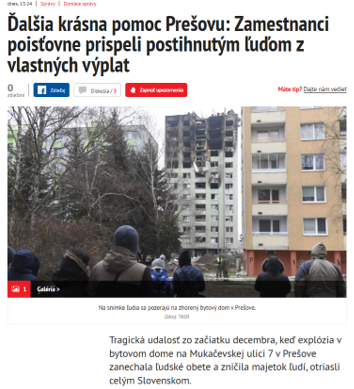 dnes, 13:24 | Správy | Domáce správy
Ďalšia krásna pomoc Prešovu: Zamestnanci
poisťovne prispeli postihnutým ľuďom z
vlastných výplat
0
zdieľaní
Zdieľaj
Diskusia / 3
Zapnúť upozornenia
Máte tip? Dajte nám vedieť
1 Galéria >
Na snímke ľudia sa pozerajú na zhorený bytový dom v Prešove.
Zdroj: TASR
Tragická udalosť zo začiatku decembra, keď explózia v
bytovom dome na Mukačevskej ulici 7 v Prešove
zanechala ľudské obete a zničila majetok ľudí, otriasli
celým Slovenskom.